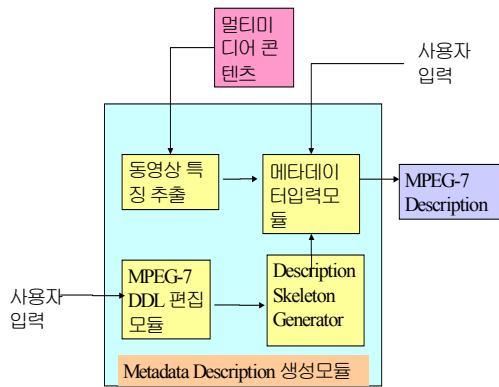 멀티미
디어 콘
텐츠
사용자
입력
동영상 특
징 추출
메타데이
터입력모
듈
MPEG-7
Description
MPEG-7
DDL 편집
모듈
Description
Skeleton
Generator
사용자
입력
Metadata Description 생성모듈